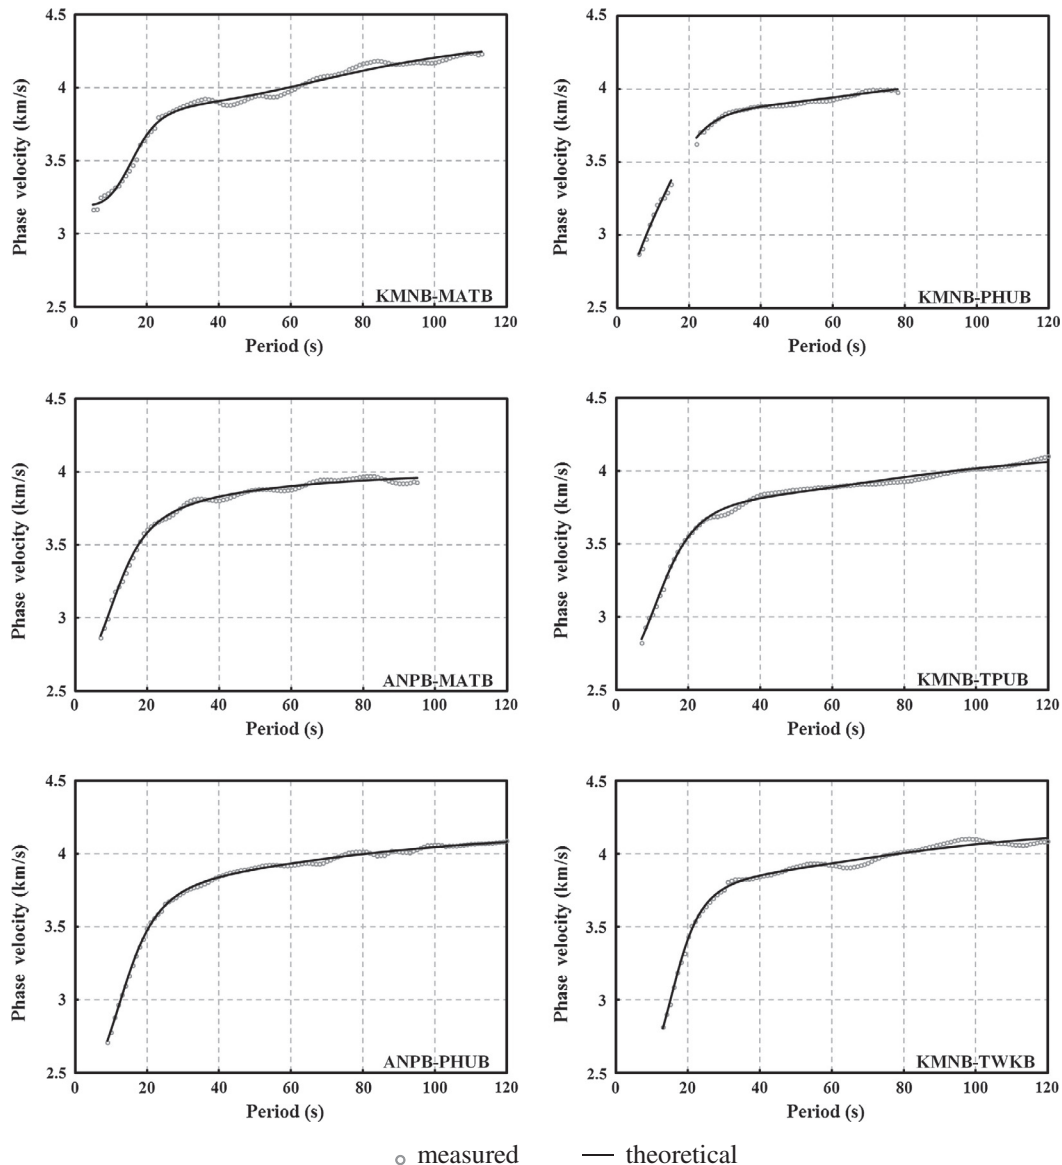 4.5
4
3.5
3
2.5
Phase velocity (km/s)
KMNB-MATB
0 20 40 60 80 100 120
Period (s)
4.5
4
3.5
3
2.5
Phase velocity (km/s)
KMNB-PHUB
0 20 40 60 80 100 120
Period (s)
4.5
4
3.5
3
2.5
Phase velocity (km/s)
ANPB-MATB
0 20 40 60 80 100 120
Period (s)
4.5
4
3.5
3
2.5
Phase velocity (km/s)
KMNB-TPUB
0 20 40 60 80 100 120
Period (s)
4.5
4
3.5
3
2.5
Phase velocity (km/s)
ANPB-PHUB
0 20 40 60 80 100 120
Period (s)
4.5
4
3.5
3
2.5
Phase velocity (km/s)
KMNB-TWKB
0 20 40 60 80 100 120
Period (s)
measured theoretical